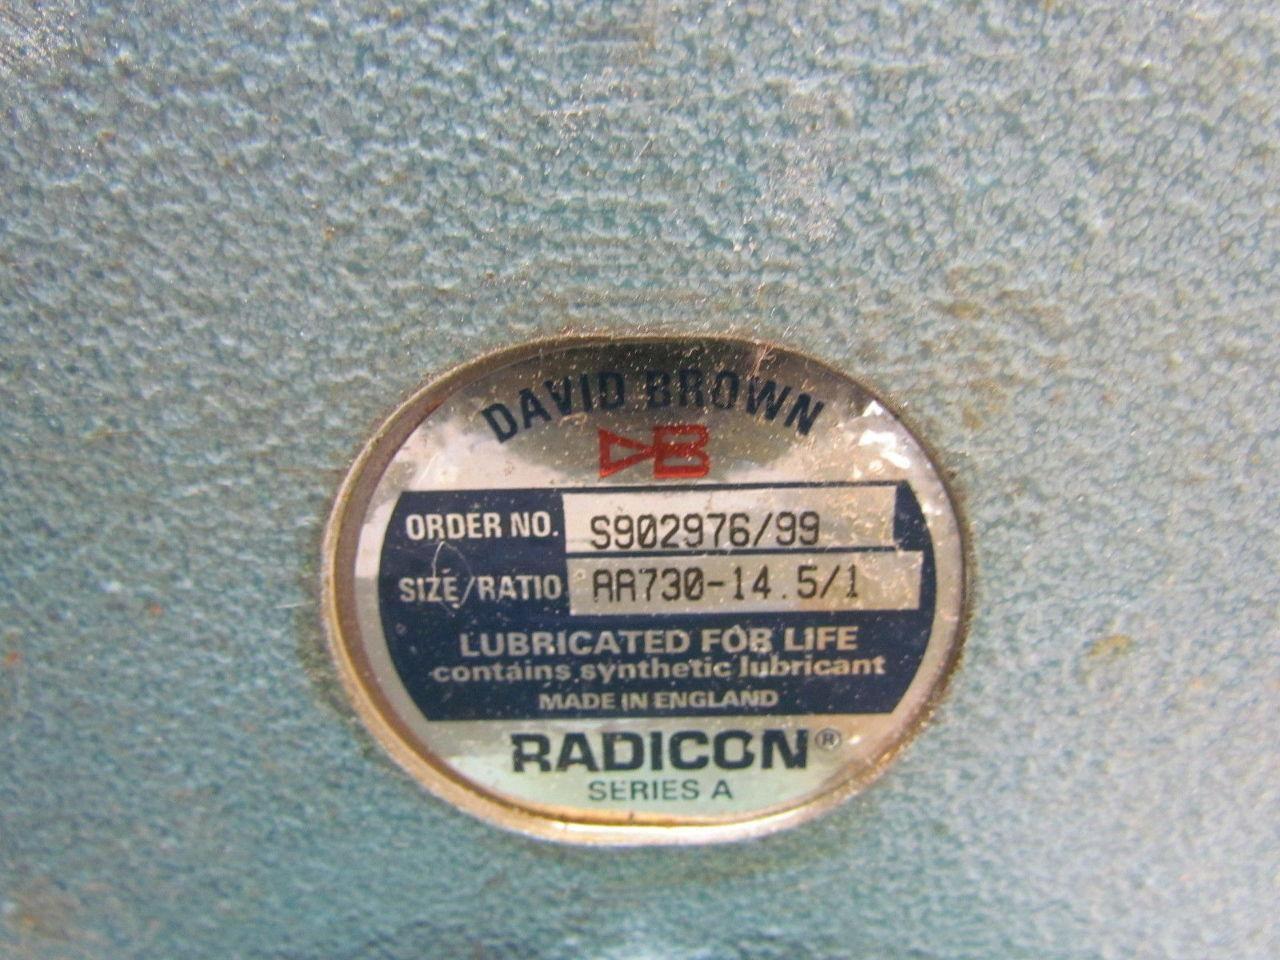 DAVID BROWN
DB
ORDER NO. S902976/99
SIZE/RATIO AA730-14.5/1
LUBRICATED FOR LIFE
contains synthetic lubricant
MADE IN ENGLAND
RADICON®
SERIES A